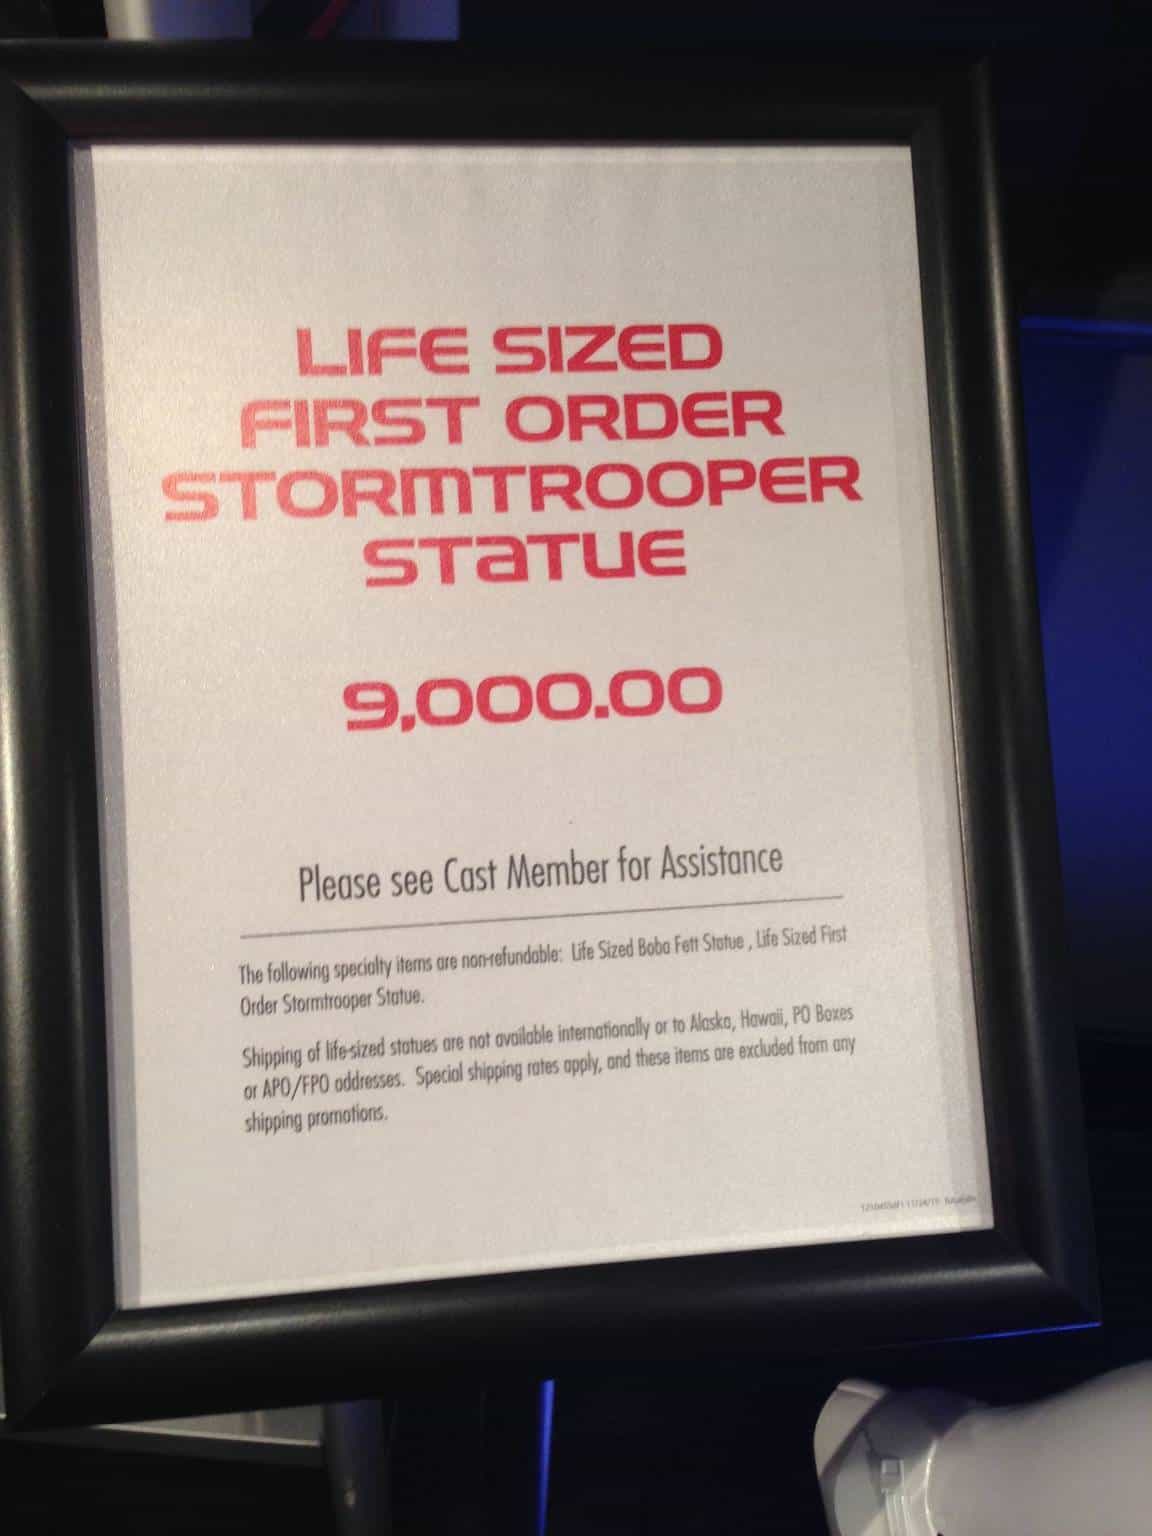 LIFE SIZED
FIRST ORDER
STORMTROOPER
STaTUE
9,000.00
Please see Cast Member for Assistance
The following specialty items are non-refundable: Life Sized Boba Fett Statue , Life Sized First
Order Stormtrooper Statue.
Shipping of life-sized statues are not available internationally or to Alaska, Hawaii, PO Boxes
or APO/FPO addresses. Special shipping rates apply, and these items are excluded from any
shipping promotions.